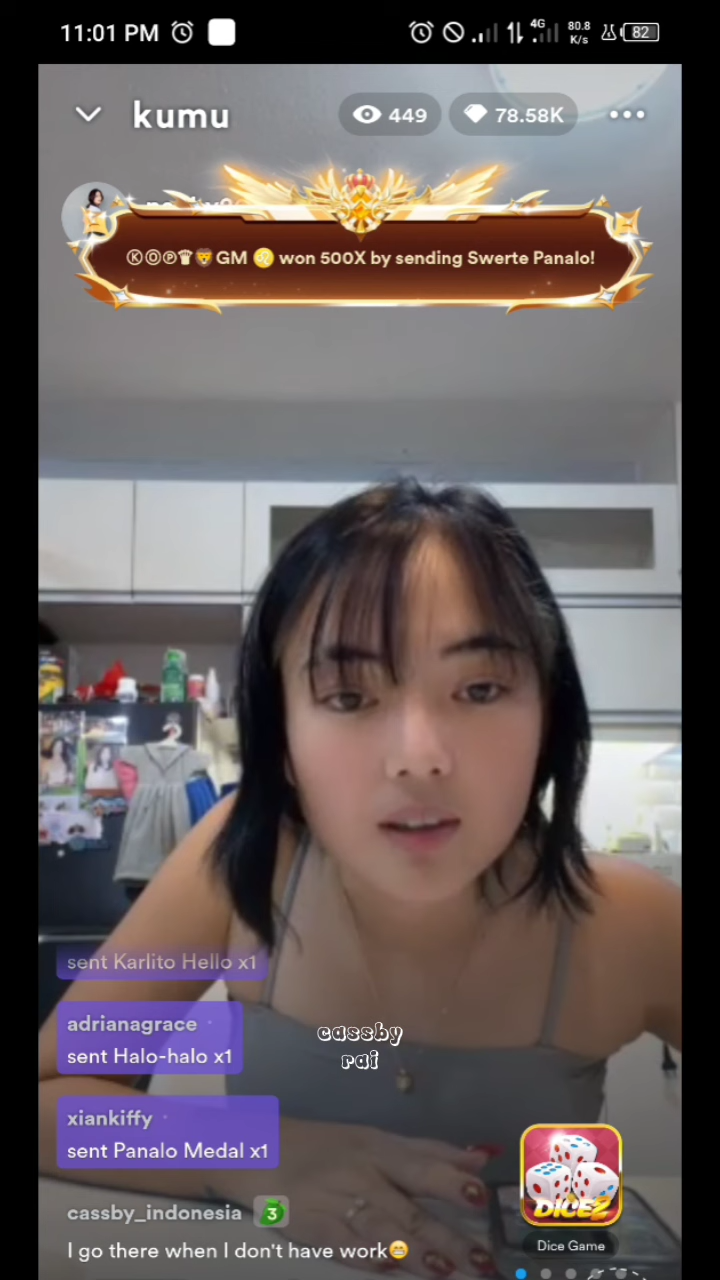 11:01 PM
4G
80.8
K/s
82
kumu
449
78.58K
ⓀⓄⓅ♛🦁GM ♌ won 500X by sending Swerte Panalo!
sent Karlito Hello x1
adrianagrace
sent Halo-halo x1
cassby
rai
xiankiffy
sent Panalo Medal x1
DICE2
cassby_indonesia 3
Dice Game
I go there when I don't have work😁